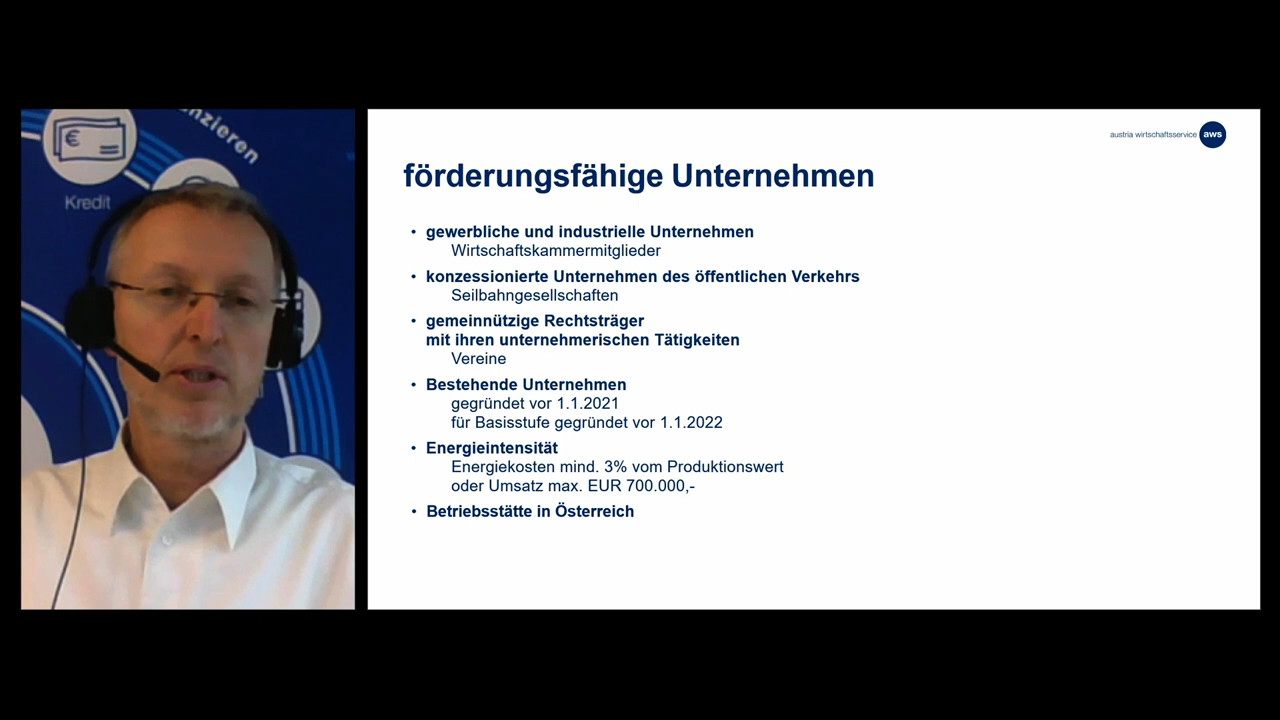 nzieren
€
Kredit
austria wirtschaftsservice aws
förderungsfähige Unternehmen
• gewerbliche und industrielle Unternehmen
Wirtschaftskammermitglieder
• konzessionierte Unternehmen des öffentlichen Verkehrs
Seilbahngesellschaften
• gemeinnützige Rechtsträger
mit ihren unternehmerischen Tätigkeiten
Vereine
• Bestehende Unternehmen
gegründet vor 1.1.2021
für Basisstufe gegründet vor 1.1.2022
• Energieintensität
Energiekosten mind. 3% vom Produktionswert
oder Umsatz max. EUR 700.000,-
• Betriebsstätte in Österreich